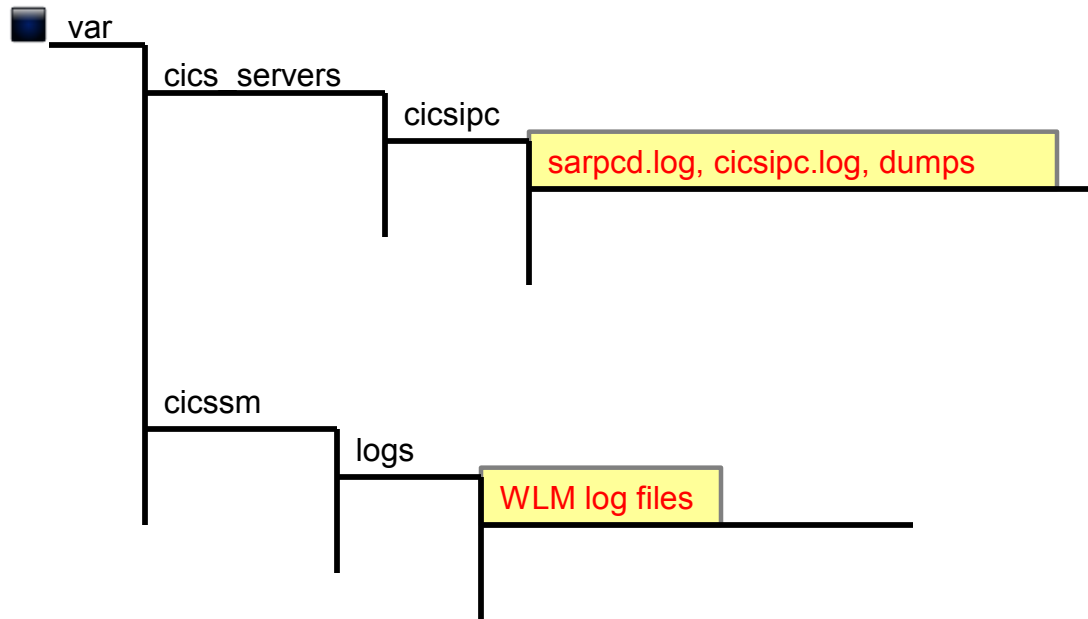 var
cics_servers
cicsipc
sarpcd.log, cicsipc.log, dumps
cicssm
logs
WLM log files